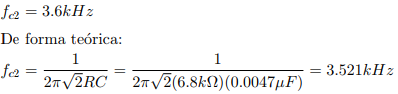 f_{c2} = 3.6kHz
De forma teórica:
f_{c2} = \frac{1}{2\pi\sqrt{2}RC} = \frac{1}{2\pi\sqrt{2}(6.8k\Omega)(0.0047\mu F)} = 3.521kHz